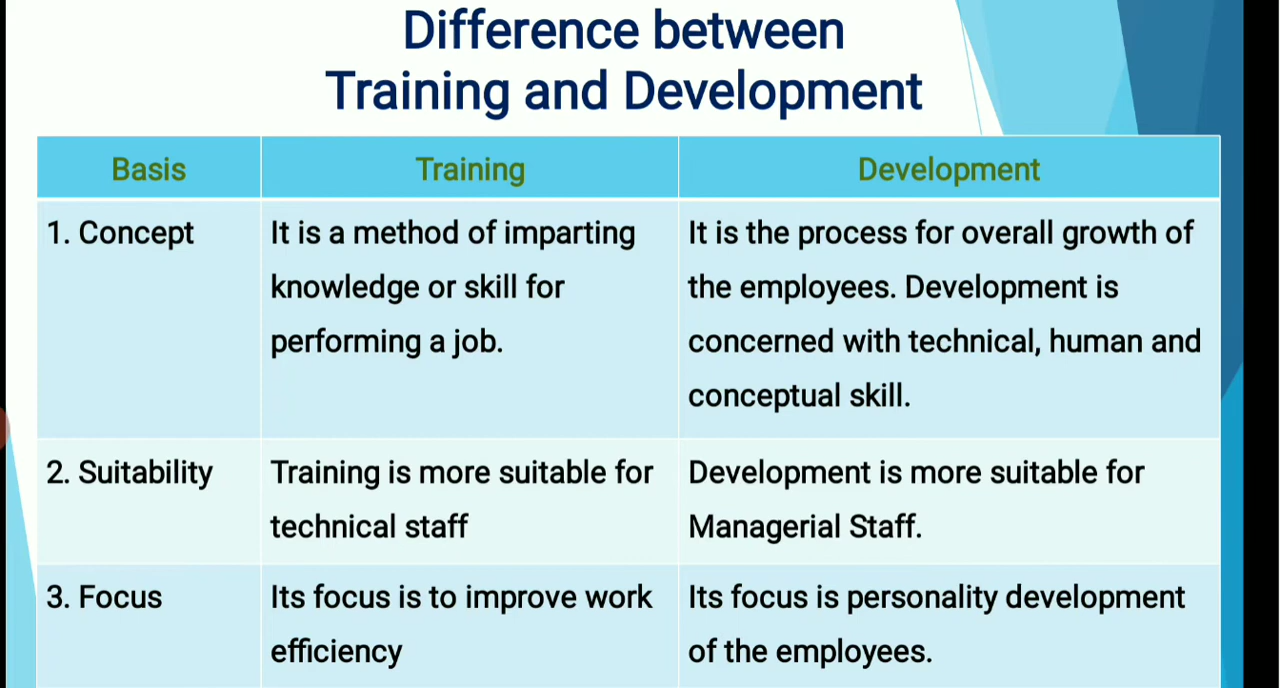 Difference between
Training and Development
Basis
Training
Development
1. Concept
It is a method of imparting
knowledge or skill for
performing a job.
It is the process for overall growth of
the employees. Development is
concerned with technical, human and
conceptual skill.
2. Suitability
Training is more suitable for
technical staff
Development is more suitable for
Managerial Staff.
3. Focus
Its focus is to improve work
efficiency
Its focus is personality development
of the employees.